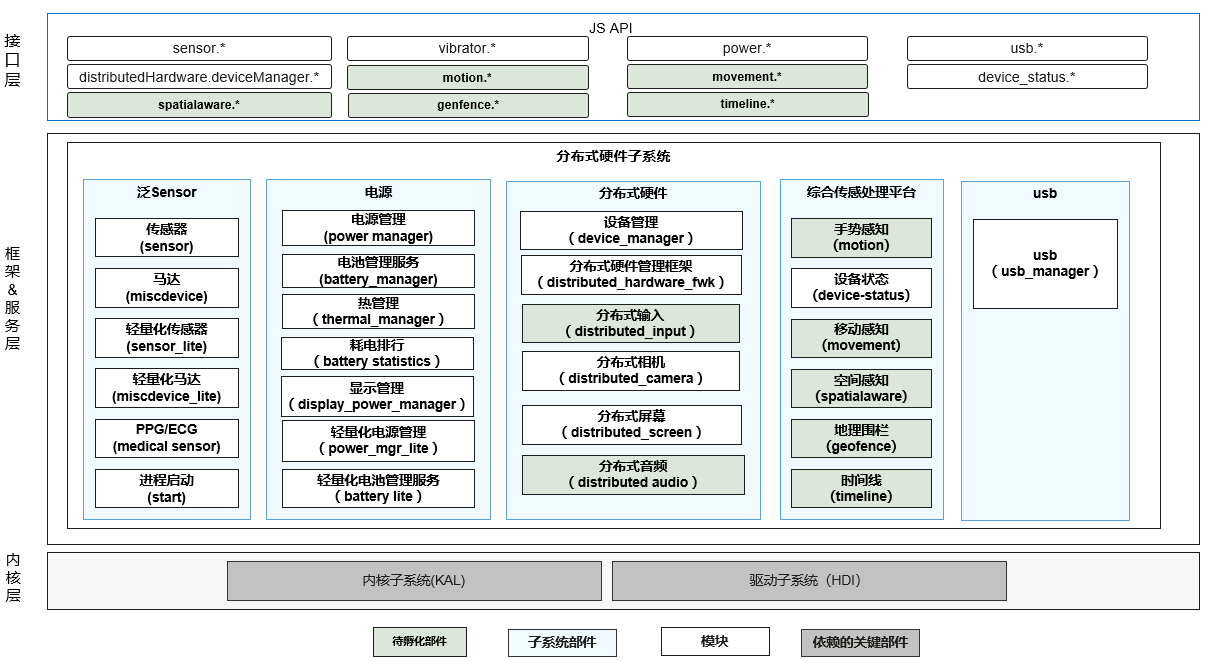 接口层
JS API
sensor.*
vibrator.*
power.*
usb.*
distributedHardware.deviceManager.*
motion.*
movement.*
device_status.*
spatialaware.*
genfence.*
timeline.*
框架&服务层
分布式硬件子系统
泛Sensor
传感器
(sensor)
马达
(miscdevice)
轻量化传感器
(sensor_lite)
轻量化马达
(miscdevice_lite)
PPG/ECG
(medical sensor)
进程启动
(start)
电源
电源管理
(power manager)
电池管理服务
(battery_manager)
热管理
(thermal_manager )
耗电排行
( battery statistics )
显示管理
(display_power_manager )
轻量化电源管理
( power_mgr_lite )
轻量化电池管理服务
( battery lite )
分布式硬件
设备管理
( device_manager )
分布式硬件管理框架
( distributed_hardware_fwk )
分布式输入
( distributed_input )
分布式相机
( distributed_camera )
分布式屏幕
( distributed_screen )
分布式音频
( distributed audio )
综合传感处理平台
手势感知
(motion)
设备状态
(device-status)
移动感知
(movement)
空间感知
(spatialaware)
地理围栏
(geofence)
时间线
(timeline)
usb
usb
( usb_manager )
内核层
内核子系统(KAL)
驱动子系统（HDI）
待孵化部件
子系统部件
模块
依赖的关键部件